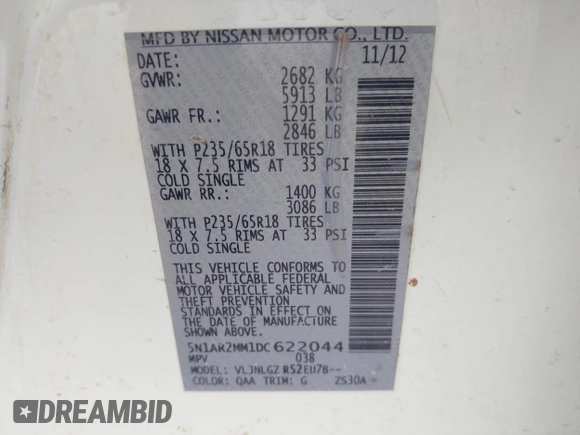 MFD BY NISSAN MOTOR CO., LTD.
DATE: 11/12
GVWR: 2682 KG
5913 LB
GAWR FR.: 1291 KG
2846 LB
WITH P235/65R18 TIRES
18 X 7.5 RIMS AT 33 PSI
COLD SINGLE
GAWR RR.: 1400 KG
3086 LB
WITH P235/65R18 TIRES
18 X 7.5 RIMS AT 33 PSI
COLD SINGLE
THIS VEHICLE CONFORMS TO
ALL APPLICABLE FEDERAL
MOTOR VEHICLE SAFETY AND
THEFT PREVENTION
STANDARDS IN EFFECT ON
THE DATE OF MANUFACTURE
SHOWN ABOVE.
5N1AR2MM1DC622044
MPV 038
MODEL: VLJNLGZ R52EU7B--
COLOR: QAA TRIM: G ZS30A
DREAMBID